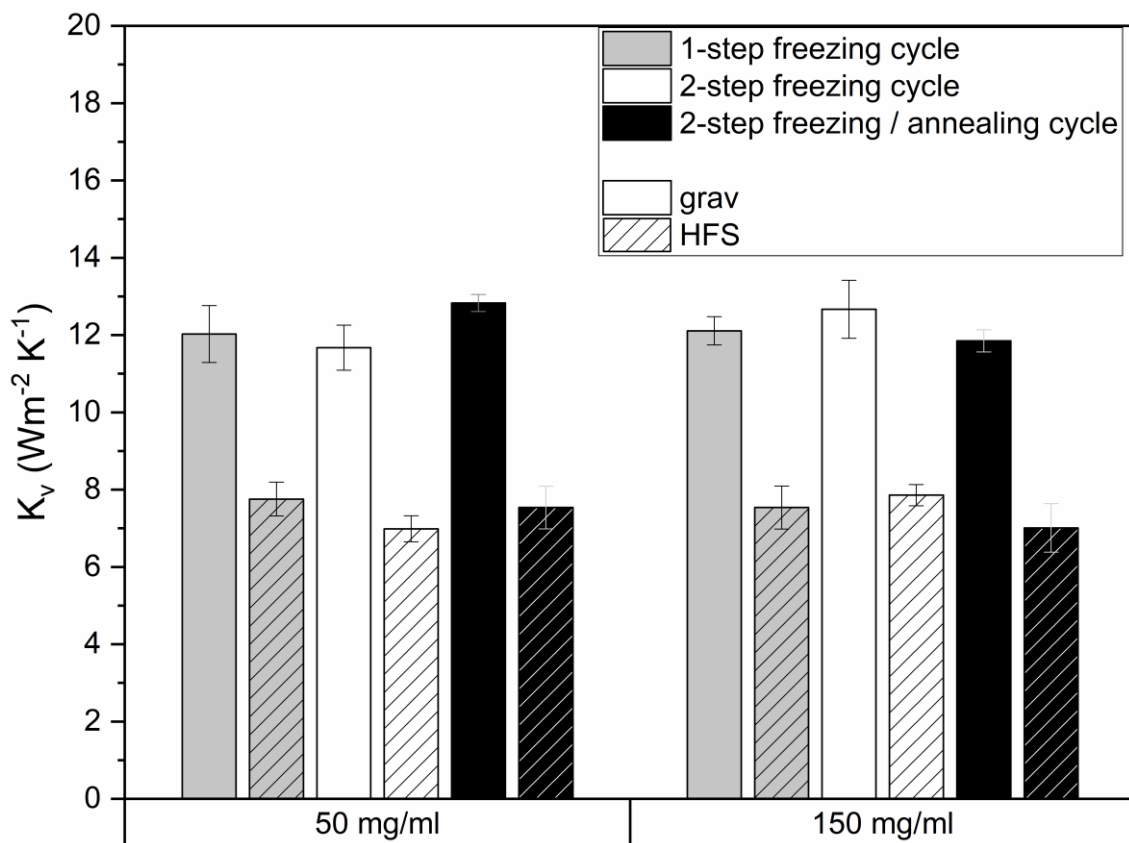 20
18
16
14
12
10
8
6
4
2
0
K_v (Wm^-2 K^-1)
1-step freezing cycle
2-step freezing cycle
2-step freezing / annealing cycle
grav
HFS
50 mg/ml
150 mg/ml